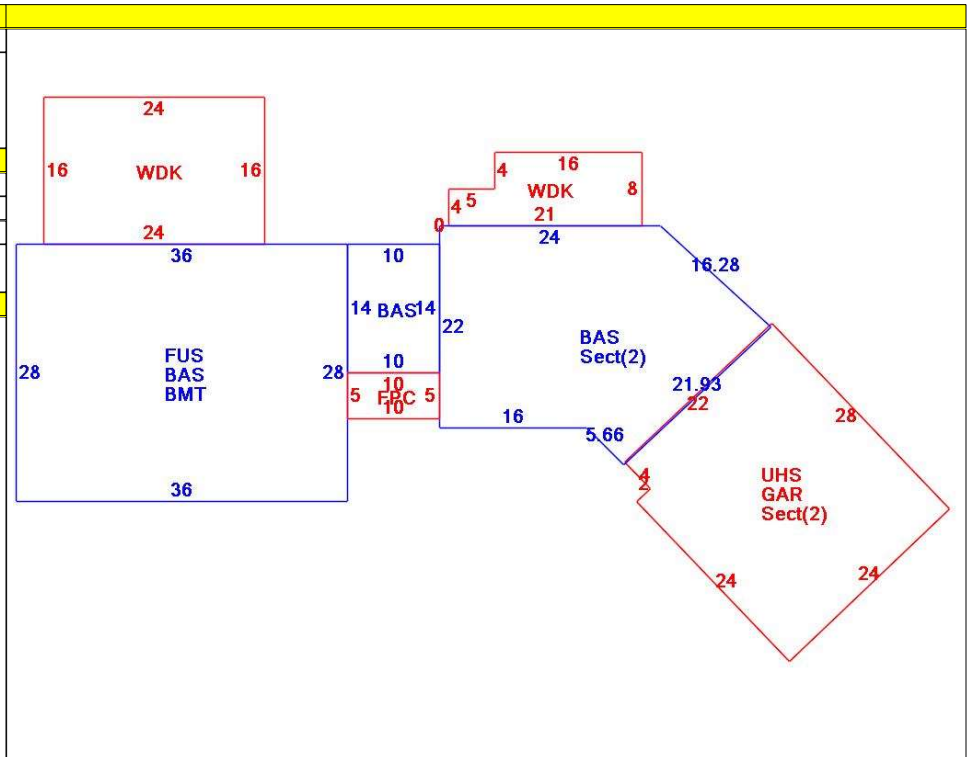 24
16 WDK 16
24
4 16
WDK 8
4 5
0 21
24
36 10
16.28
14 BAS 14
22
BAS
Sect(2)
FUS
BAS
BMT
28 28
10
10
5 FPC 5
10
21.93
22
16
5.66
28
4
2
UHS
GAR
Sect(2)
36
24 24